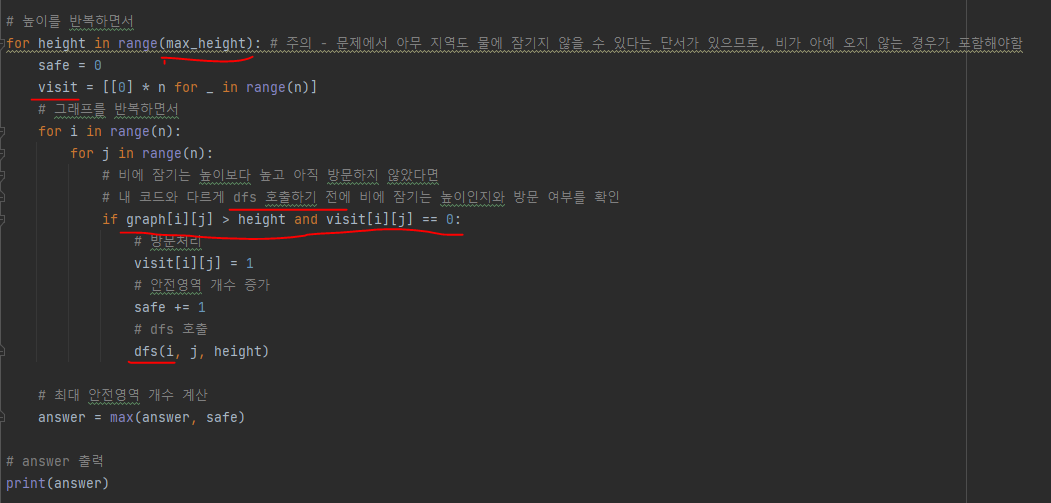 # 높이를 반복하면서
for height in range(max_height): # 주의 - 문제에서 아무 지역도 물에 잠기지 않을 수 있다는 단서가 있으므로, 비가 아예 오지 않는 경우가 포함해야함
    safe = 0
    visit = [[0] * n for _ in range(n)]
    # 그래프를 반복하면서
    for i in range(n):
        for j in range(n):
            # 비에 잠기는 높이보다 높고 아직 방문하지 않았다면
            # 내 코드와 다르게 dfs 호출하기 전에 비에 잠기는 높이인지와 방문 여부를 확인
            if graph[i][j] > height and visit[i][j] == 0:
                # 방문처리
                visit[i][j] = 1
                # 안전영역 개수 증가
                safe += 1
                # dfs 호출
                dfs(i, j, height)
    # 최대 안전영역 개수 계산
    answer = max(answer, safe)
# answer 출력
print(answer)